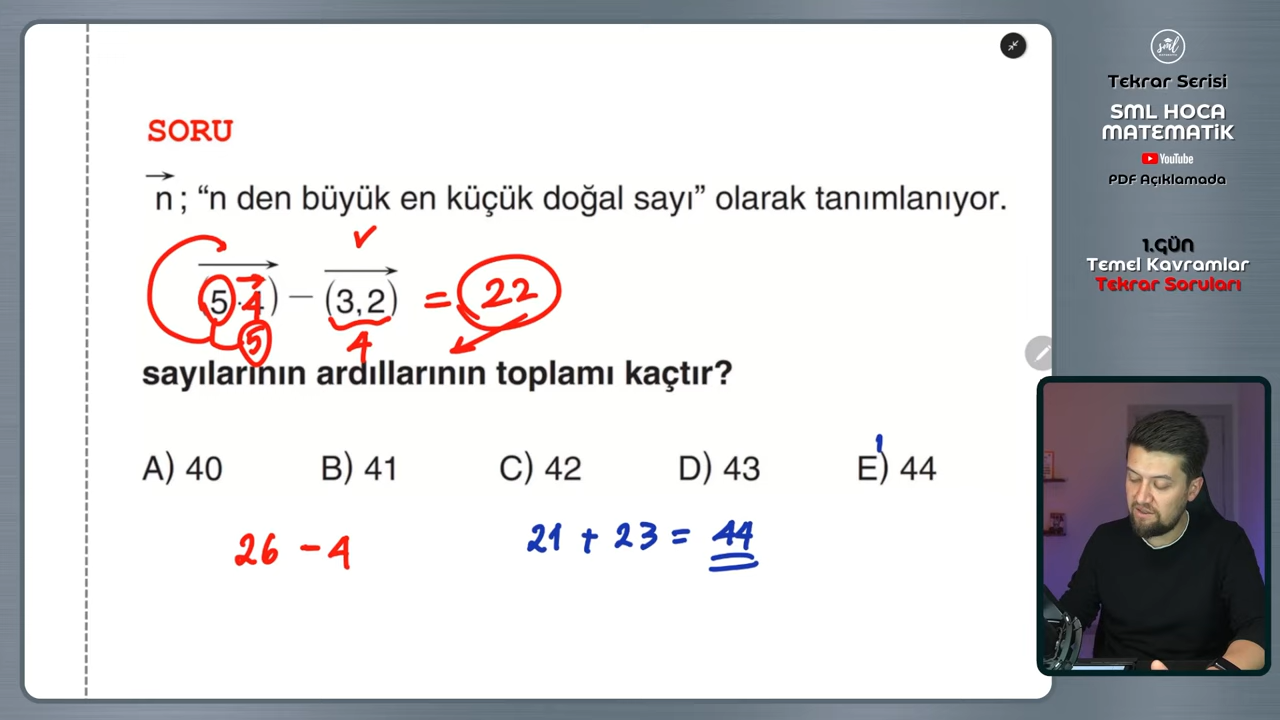 SORU
n ; “n den büyük en küçük doğal sayı” olarak tanımlanıyor.
(5 · 4) − (3,2) = 22
5
4
sayılarının ardıllarının toplamı kaçtır?
A) 40 B) 41 C) 42 D) 43 E) 44
26 - 4
21 + 23 = 44
sml
Tekrar Serisi
SML HOCA
MATEMATİK
YouTube
PDF Açıklamada
1.GÜN
Temel Kavramlar
Tekrar Soruları